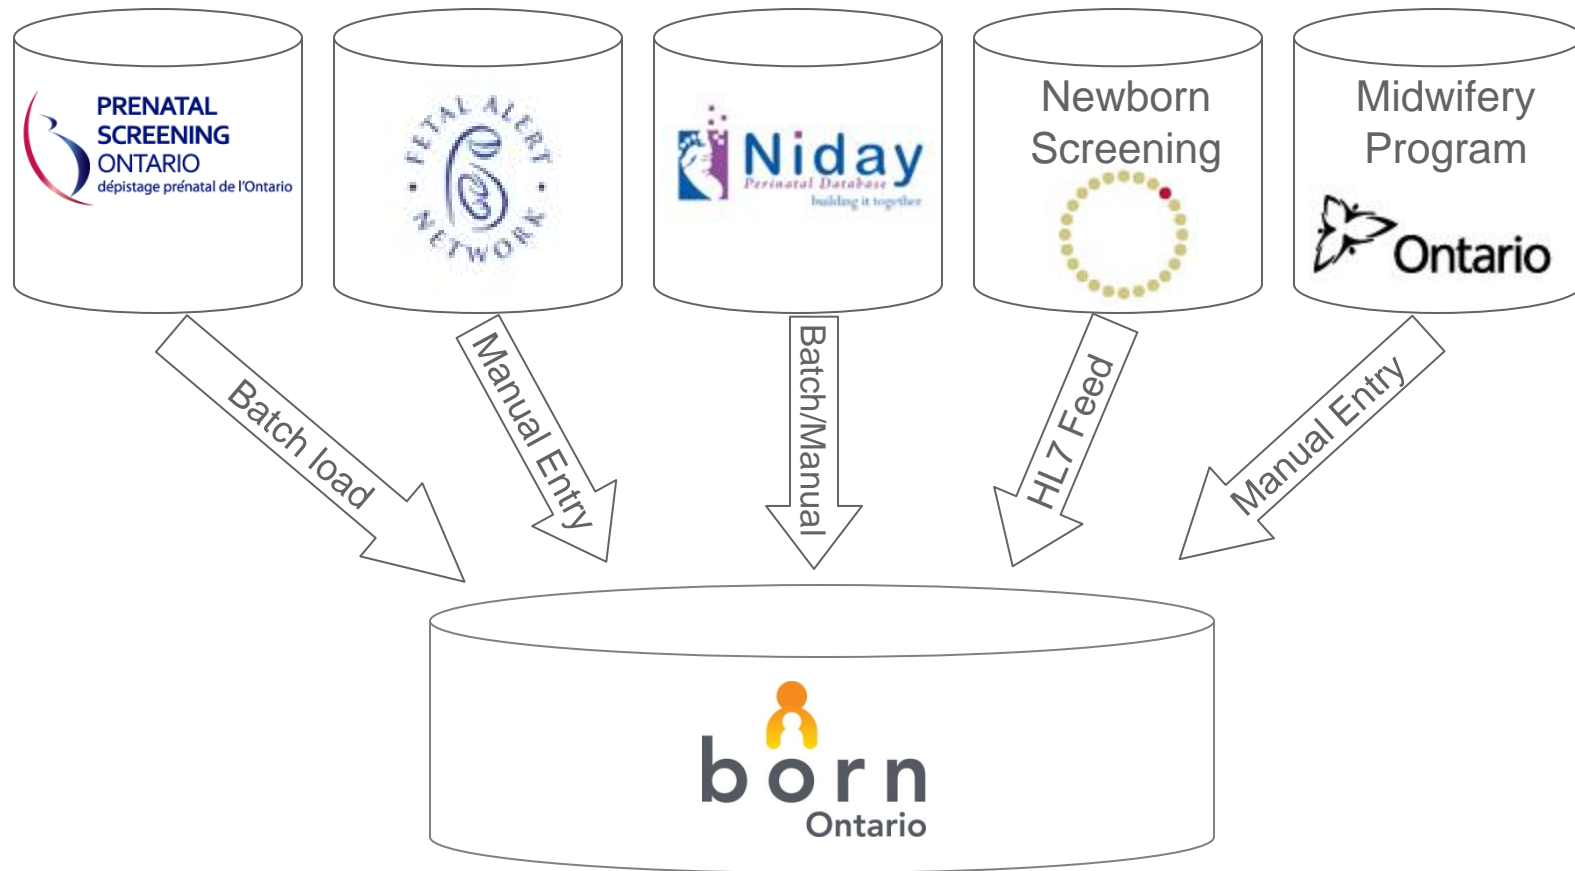 PRENATAL
SCREENING
ONTARIO
dépistage prénatal de l'Ontario
FETAL ALERT
NETWORK
Niday
Perinatal Database
building it together
Newborn
Screening
Midwifery
Program
Ontario
Batch load
Manual Entry
Batch/Manual
HL7 Feed
Manual Entry
born
Ontario